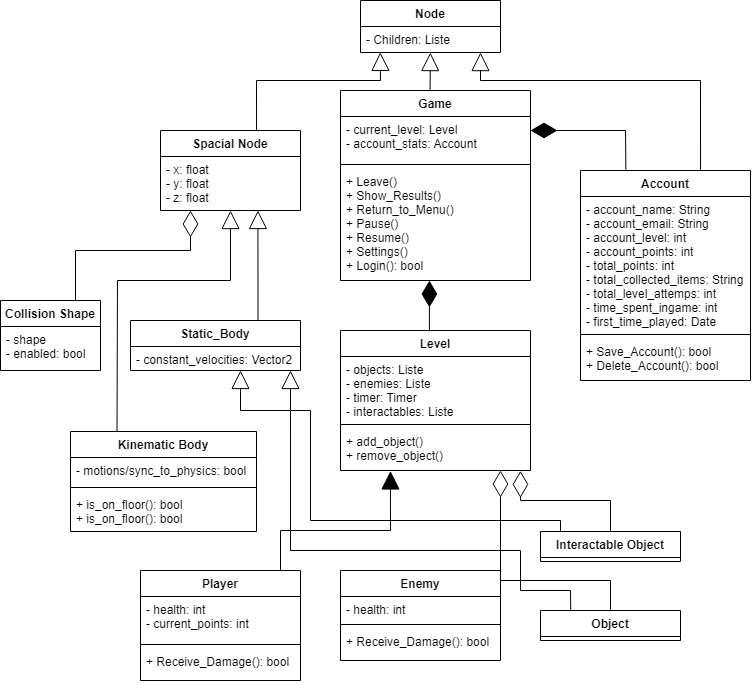 Node
- Children: Liste
Game
- current_level: Level
- account_stats: Account
+ Leave()
+ Show_Results()
+ Return_to_Menu()
+ Pause()
+ Resume()
+ Settings()
+ Login(): bool
Spacial Node
- x: float
- y: float
- z: float
Account
- account_name: String
- account_email: String
- account_level: int
- account_points: int
- total_points: int
- total_collected_items: String
- total_level_attemps: int
- time_spent_ingame: int
- first_time_played: Date
+ Save_Account(): bool
+ Delete_Account(): bool
Collision Shape
- shape
- enabled: bool
Static_Body
- constant_velocities: Vector2
Level
- objects: Liste
- enemies: Liste
- timer: Timer
- interactables: Liste
+ add_object()
+ remove_object()
Kinematic Body
- motions/sync_to_physics: bool
+ is_on_floor(): bool
+ is_on_floor(): bool
Interactable Object
Player
- health: int
- current_points: int
+ Receive_Damage(): bool
Enemy
- health: int
+ Receive_Damage(): bool
Object